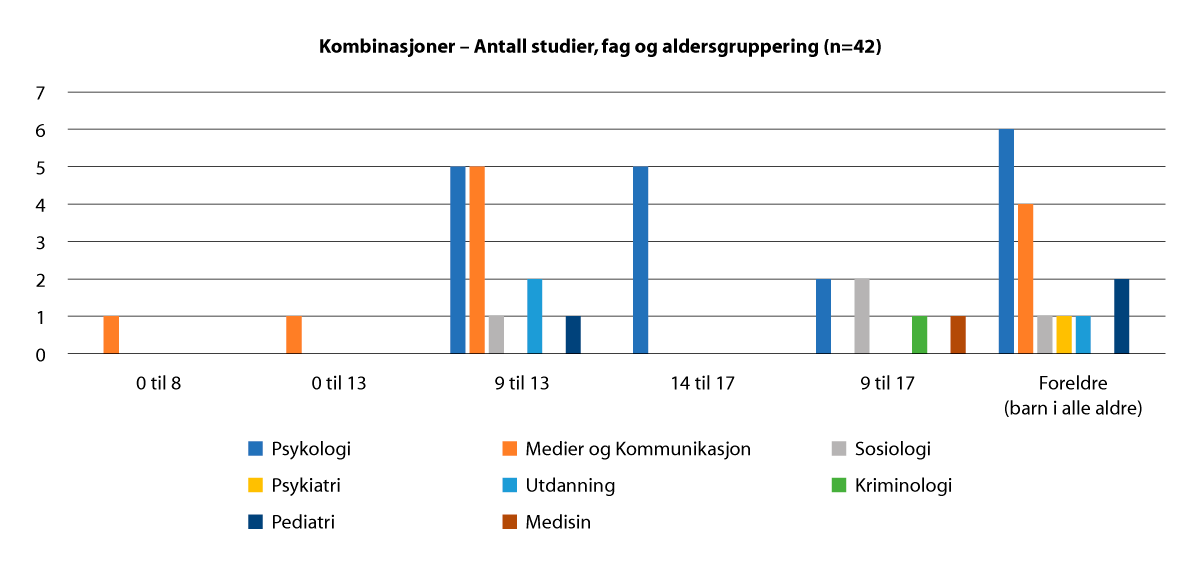 Kombinasjoner – Antall studier, fag og aldersgruppering (n=42)
7
6
5
4
3
2
1
0
0 til 8
0 til 13
9 til 13
14 til 17
9 til 17
Foreldre
(barn i alle aldre)
Psykologi
Medier og Kommunikasjon
Sosiologi
Psykiatri
Utdanning
Kriminologi
Pediatri
Medisin